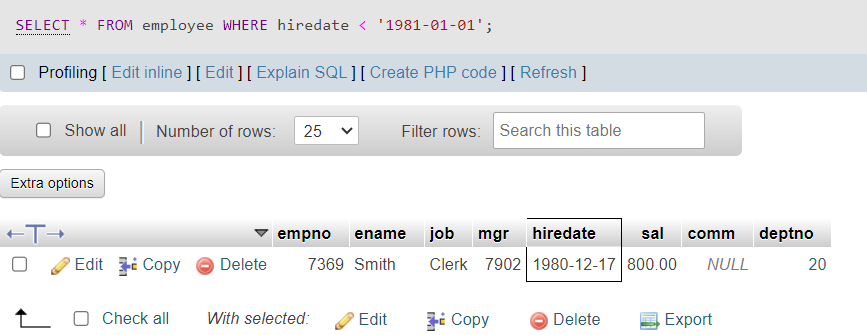 SELECT * FROM employee WHERE hiredate < '1981-01-01';
Profiling [ Edit inline ] [ Edit ] [ Explain SQL ] [ Create PHP code ] [ Refresh ]
Show all Number of rows: 25 Filter rows: Search this table
Extra options
empno ename job mgr hiredate sal comm deptno
Edit Copy Delete 7369 Smith Clerk 7902 1980-12-17 800.00 NULL 20
Check all With selected: Edit Copy Delete Export